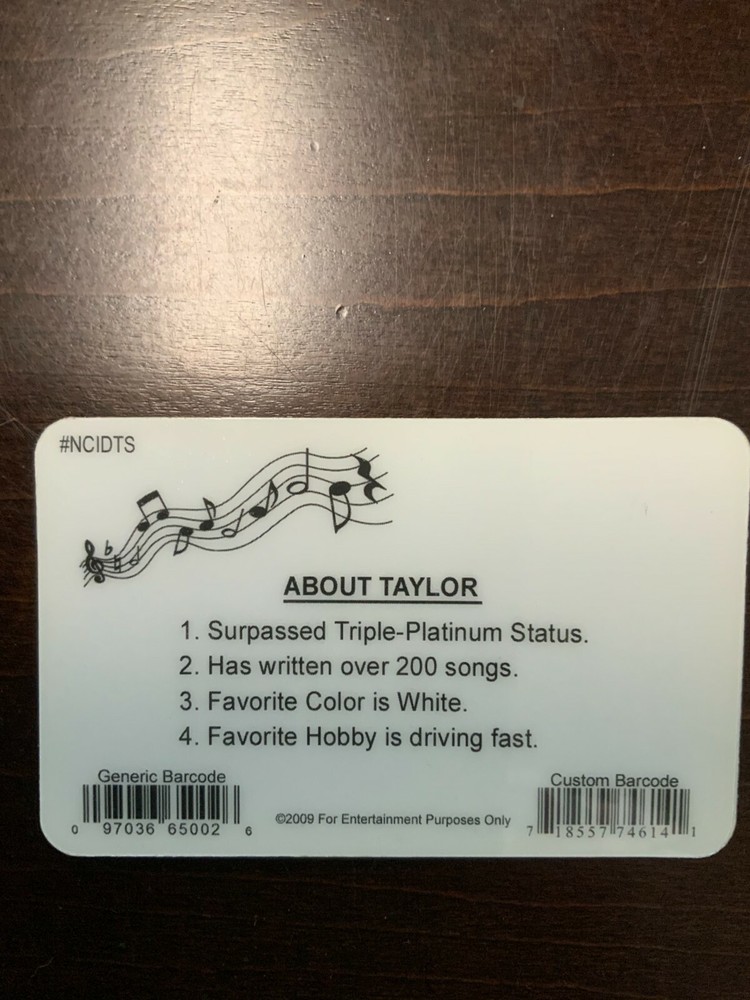 #NCIDTS
ABOUT TAYLOR
1. Surpassed Triple-Platinum Status.
2. Has written over 200 songs.
3. Favorite Color is White.
4. Favorite Hobby is driving fast.
Generic Barcode
0 97036 65002 6
©2009 For Entertainment Purposes Only
Custom Barcode
7 18557 74614 1